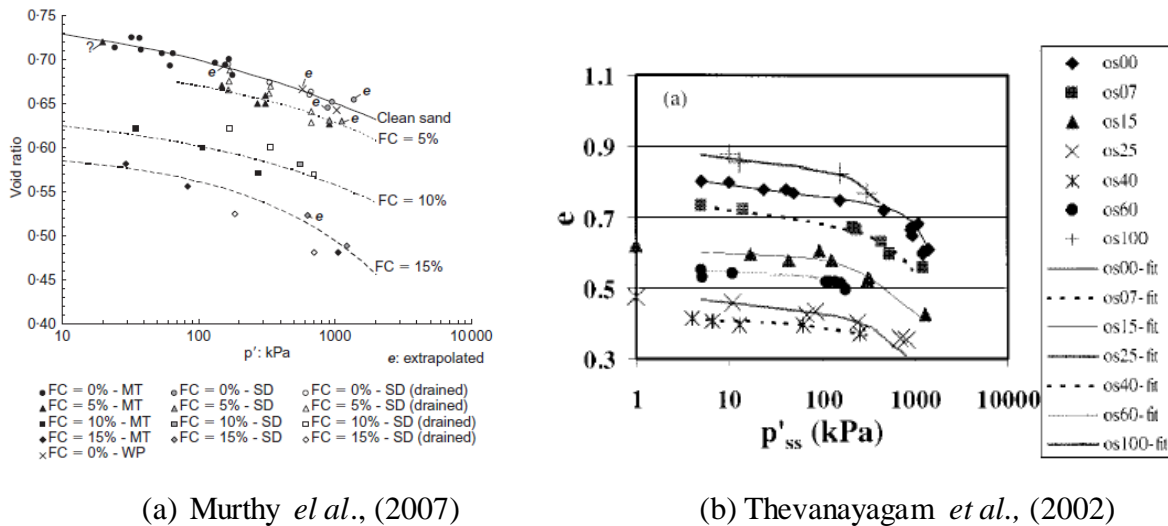 0·75
0·70
0·65
0·60
0·55
0·50
0·45
0·40
Void ratio
?
e
e
e
e
e
e
Clean sand
FC = 5%
FC = 10%
FC = 15%
10
100
1000
10000
p′: kPa
e: extrapolated
FC = 0% - MT
FC = 0% - SD
FC = 0% - SD (drained)
FC = 5% - MT
FC = 5% - SD
FC = 5% - SD (drained)
FC = 10% - MT
FC = 10% - SD
FC = 10% - SD (drained)
FC = 15% - MT
FC = 15% - SD
FC = 15% - SD (drained)
FC = 0% - WP
(a) Murthy el al., (2007)
1.1
0.9
0.7
0.5
0.3
e
(a)
1
10
100
1000
10000
p'ss (kPa)
os00
os07
os15
os25
os40
os60
os100
os00-fit
os07-fit
os15-fit
os25-fit
os40-fit
os60-fit
os100-fit
(b) Thevanayagam et al., (2002)